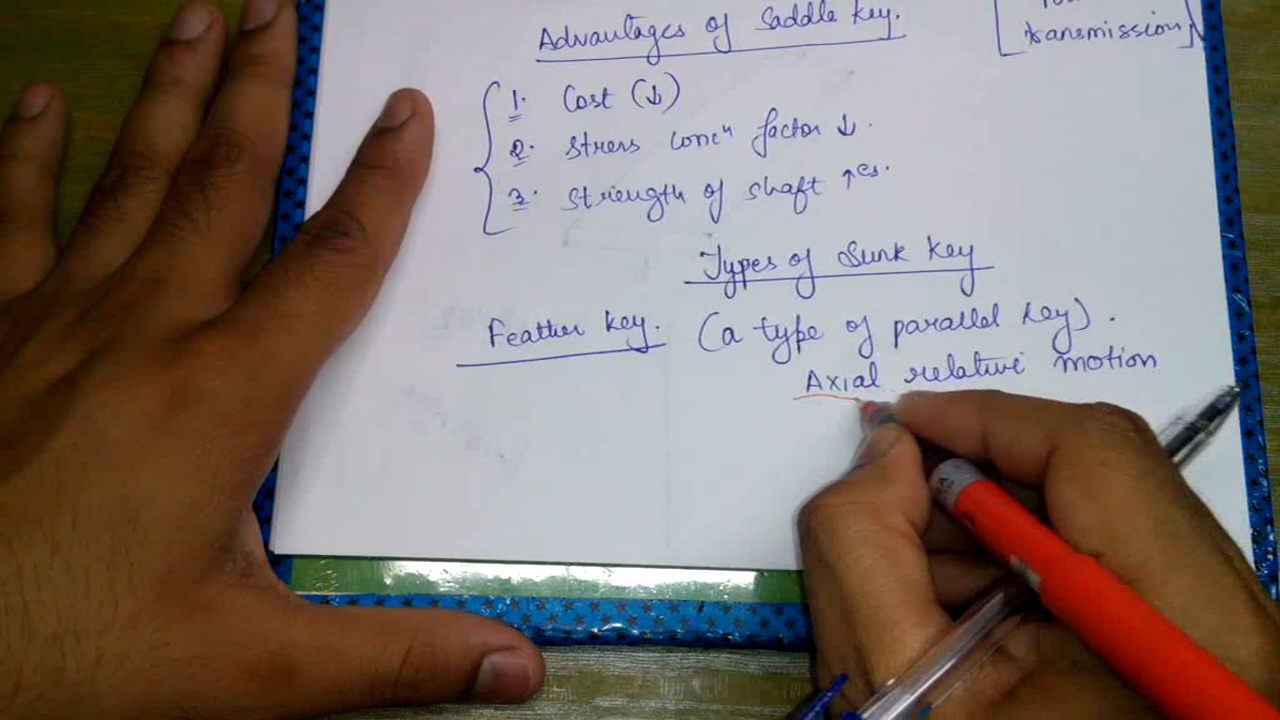 Advantages of Saddle Key.
transmission
1. Cost (↓)
2. Stress concⁿ factor ↓.
3. Strength of shaft ↑es.
Types of Sunk Key
Feather key. (a type of parallel key).
Axial relative motion